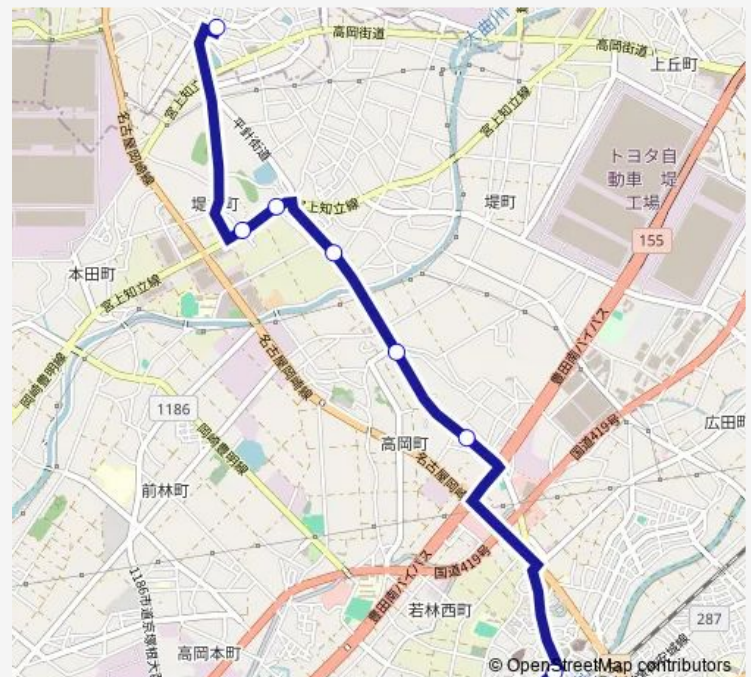 高岡街道
高岡街道
上丘町
宮上知立線
名古屋岡崎線
平針街道
トヨタ自
動車 堤
工場
堤町
宮上知立線
155
本田町
宮上知立線
豊田南バイパス
岡崎豊明線
名古屋岡崎線
1186
岡崎豊明線
国道419号
広田町
高岡町
前林町
国道419号
豊田南バイパス
若林西町
287
高岡本町
© OpenStreetMap contributors